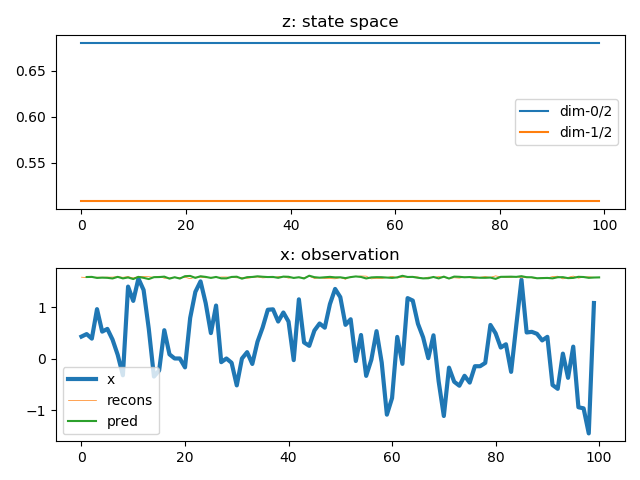 z: state space
0.65
0.60
0.55
dim-0/2
dim-1/2
0 20 40 60 80 100
x: observation
1
0
−1
x
recons
pred
0 20 40 60 80 100